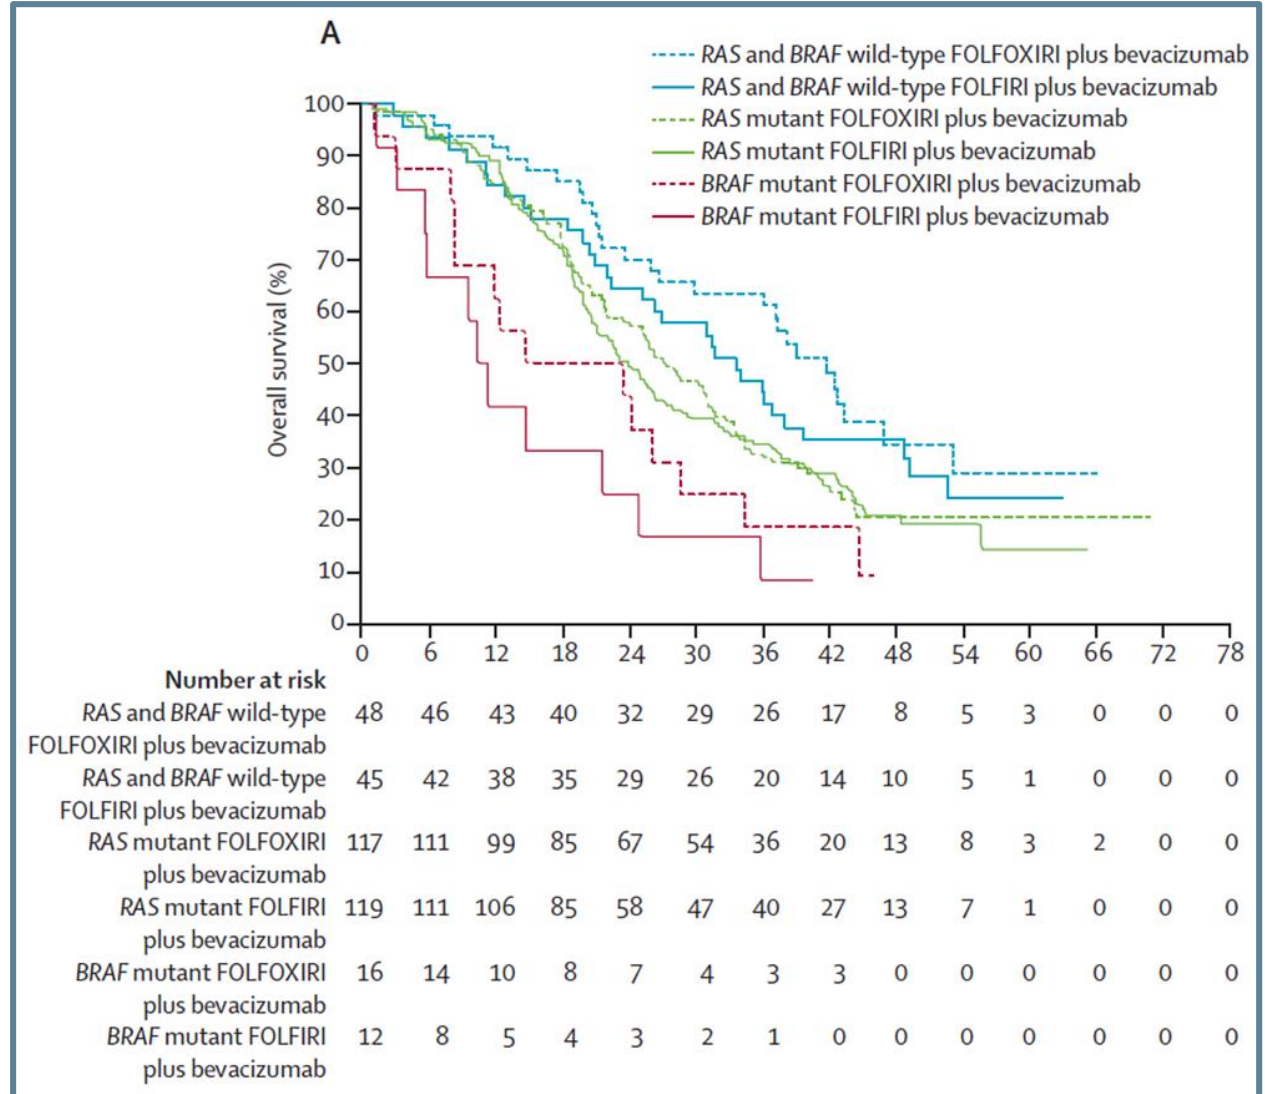 A
RAS and BRAF wild-type FOLFOXIRI plus bevacizumab
RAS and BRAF wild-type FOLFIRI plus bevacizumab
RAS mutant FOLFOXIRI plus bevacizumab
RAS mutant FOLFIRI plus bevacizumab
BRAF mutant FOLFOXIRI plus bevacizumab
BRAF mutant FOLFIRI plus bevacizumab
Overall survival (%)
100
90
80
70
60
50
40
30
20
10
0
0 6 12 18 24 30 36 42 48 54 60 66 72 78
Number at risk
RAS and BRAF wild-type 48 46 43 40 32 29 26 17 8 5 3 0 0 0
FOLFOXIRI plus bevacizumab
RAS and BRAF wild-type 45 42 38 35 29 26 20 14 10 5 1 0 0 0
FOLFIRI plus bevacizumab
RAS mutant FOLFOXIRI 117 111 99 85 67 54 36 20 13 8 3 2 0 0
plus bevacizumab
RAS mutant FOLFIRI 119 111 106 85 58 47 40 27 13 7 1 0 0 0
plus bevacizumab
BRAF mutant FOLFOXIRI 16 14 10 8 7 4 3 3 0 0 0 0 0 0
plus bevacizumab
BRAF mutant FOLFIRI 12 8 5 4 3 2 1 0 0 0 0 0 0 0
plus bevacizumab